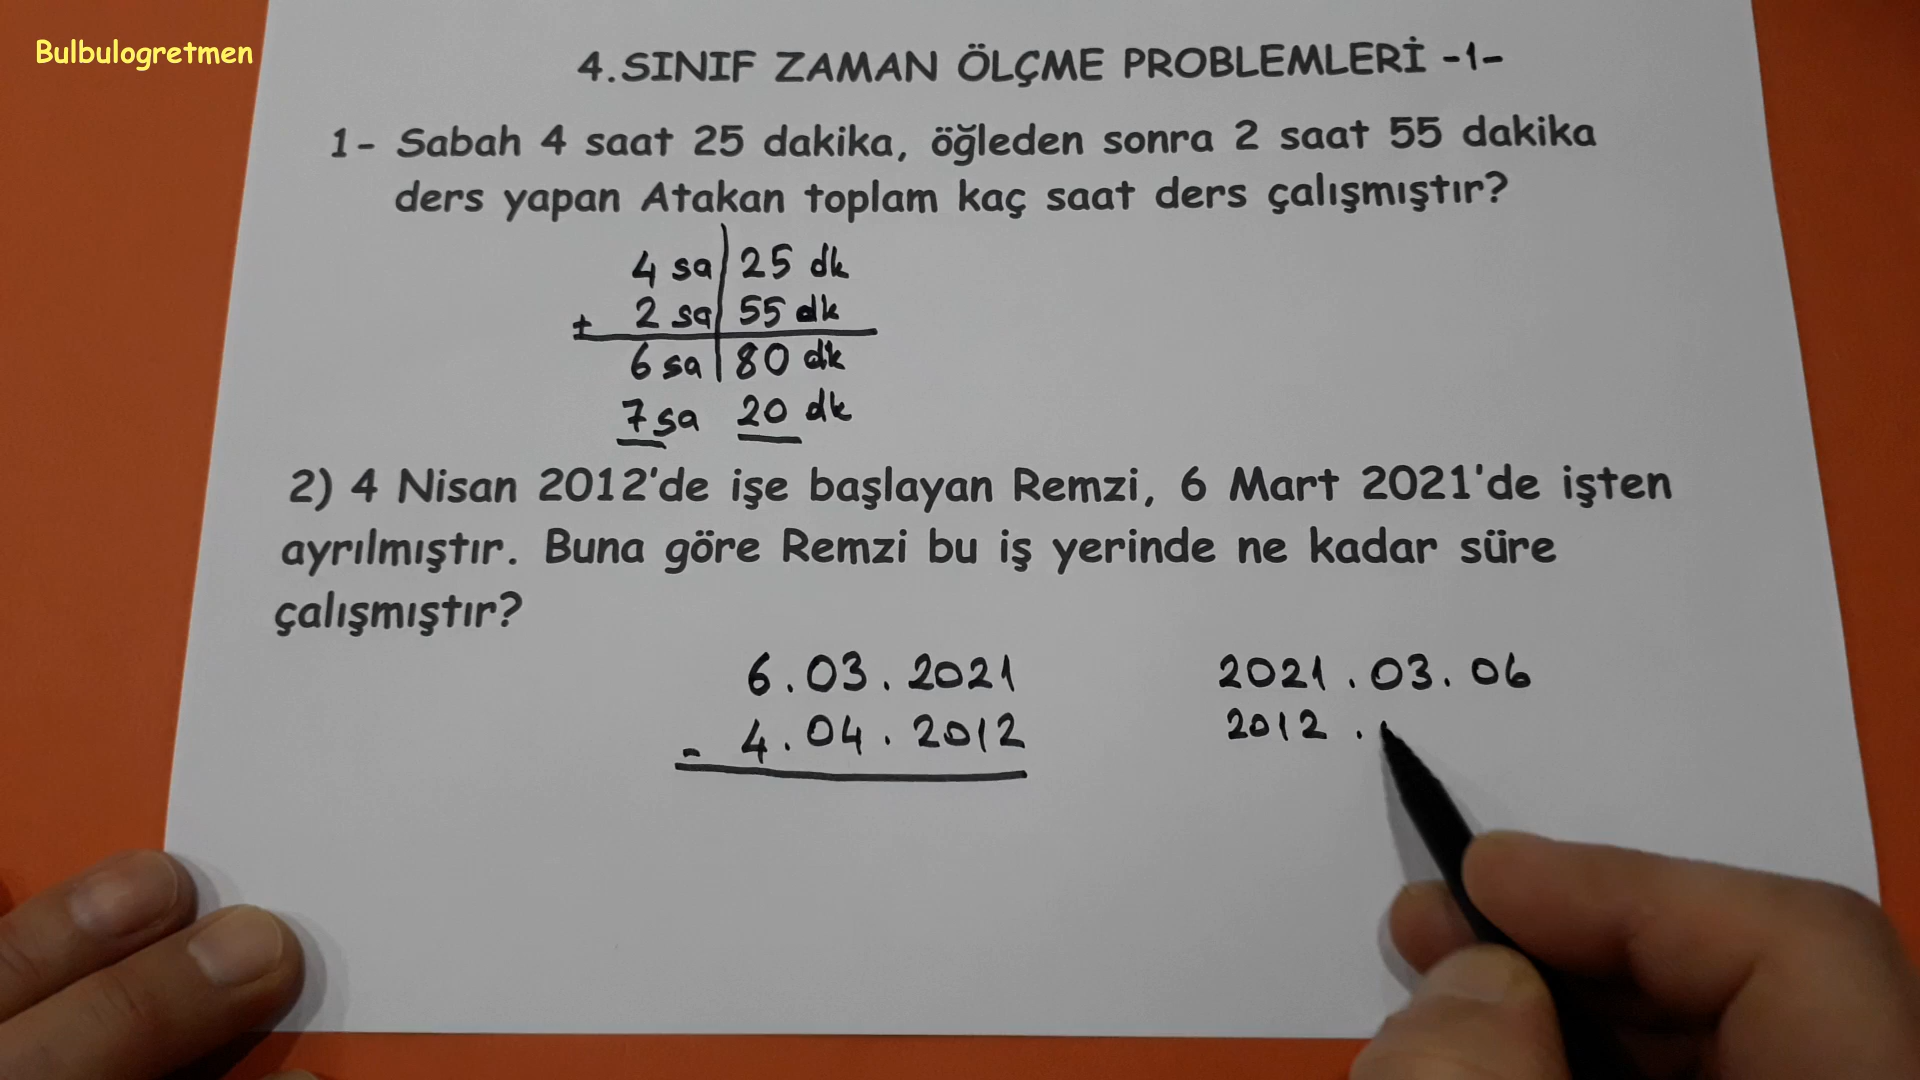 Bulbulogretmen
4.SINIF ZAMAN ÖLÇME PROBLEMLERİ -1-
1- Sabah 4 saat 25 dakika, öğleden sonra 2 saat 55 dakika
ders yapan Atakan toplam kaç saat ders çalışmıştır?
4 sa | 25 dk
+ 2 sa | 55 dk
6 sa | 80 dk
7 sa 20 dk
2) 4 Nisan 2012'de işe başlayan Remzi, 6 Mart 2021'de işten
ayrılmıştır. Buna göre Remzi bu iş yerinde ne kadar süre
çalışmıştır?
6.03.2021
- 4.04.2012
2021.03.06
2012.